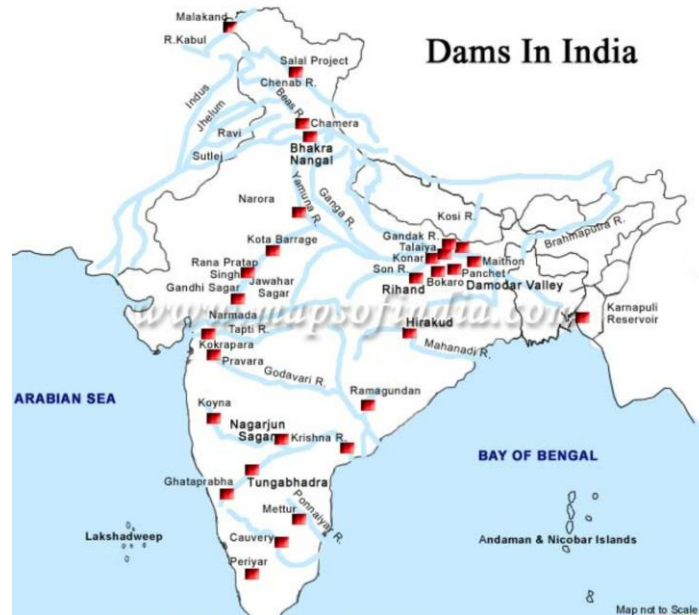 Dams In India
Malakand
R.Kabul
Salal Project
Chenab R.
Indus
Jhelum
Beas R.
Chamera
Ravi
Bhakra
Nangal
Sutlej
Yamuna R.
Ganga R.
Narora
Kosi R.
Gandak R.
Brahmaputra R.
Kota Barrage
Talaiya
Konar
Maithon
Rana Pratap
Singh
Son R.
Panchet
Jawahar
Sagar
Bokaro
Gandhi Sagar
Rihand
Damodar Valley
Karnapuli
Reservoir
Narmada
www.mapsofindia.com
Hirakud
Tapti R.
Kokrapara
Mahanadi R.
Pravara
Godavari R.
ARABIAN SEA
Ramagundan
Koyna
Nagarjun
Sagar
Krishna R.
BAY OF BENGAL
Ghataprabha
Tungabhadra
Ponnaiyar R.
Mettur
Lakshadweep
Cauvery
Andaman & Nicobar Islands
Periyar
Map not to Scale